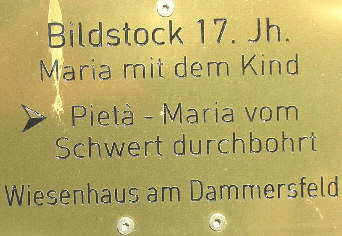 Bildstock 17. Jh.
Maria mit dem Kind
Pietà - Maria vom
Schwert durchbohrt
Wiesenhaus am Dammersfeld